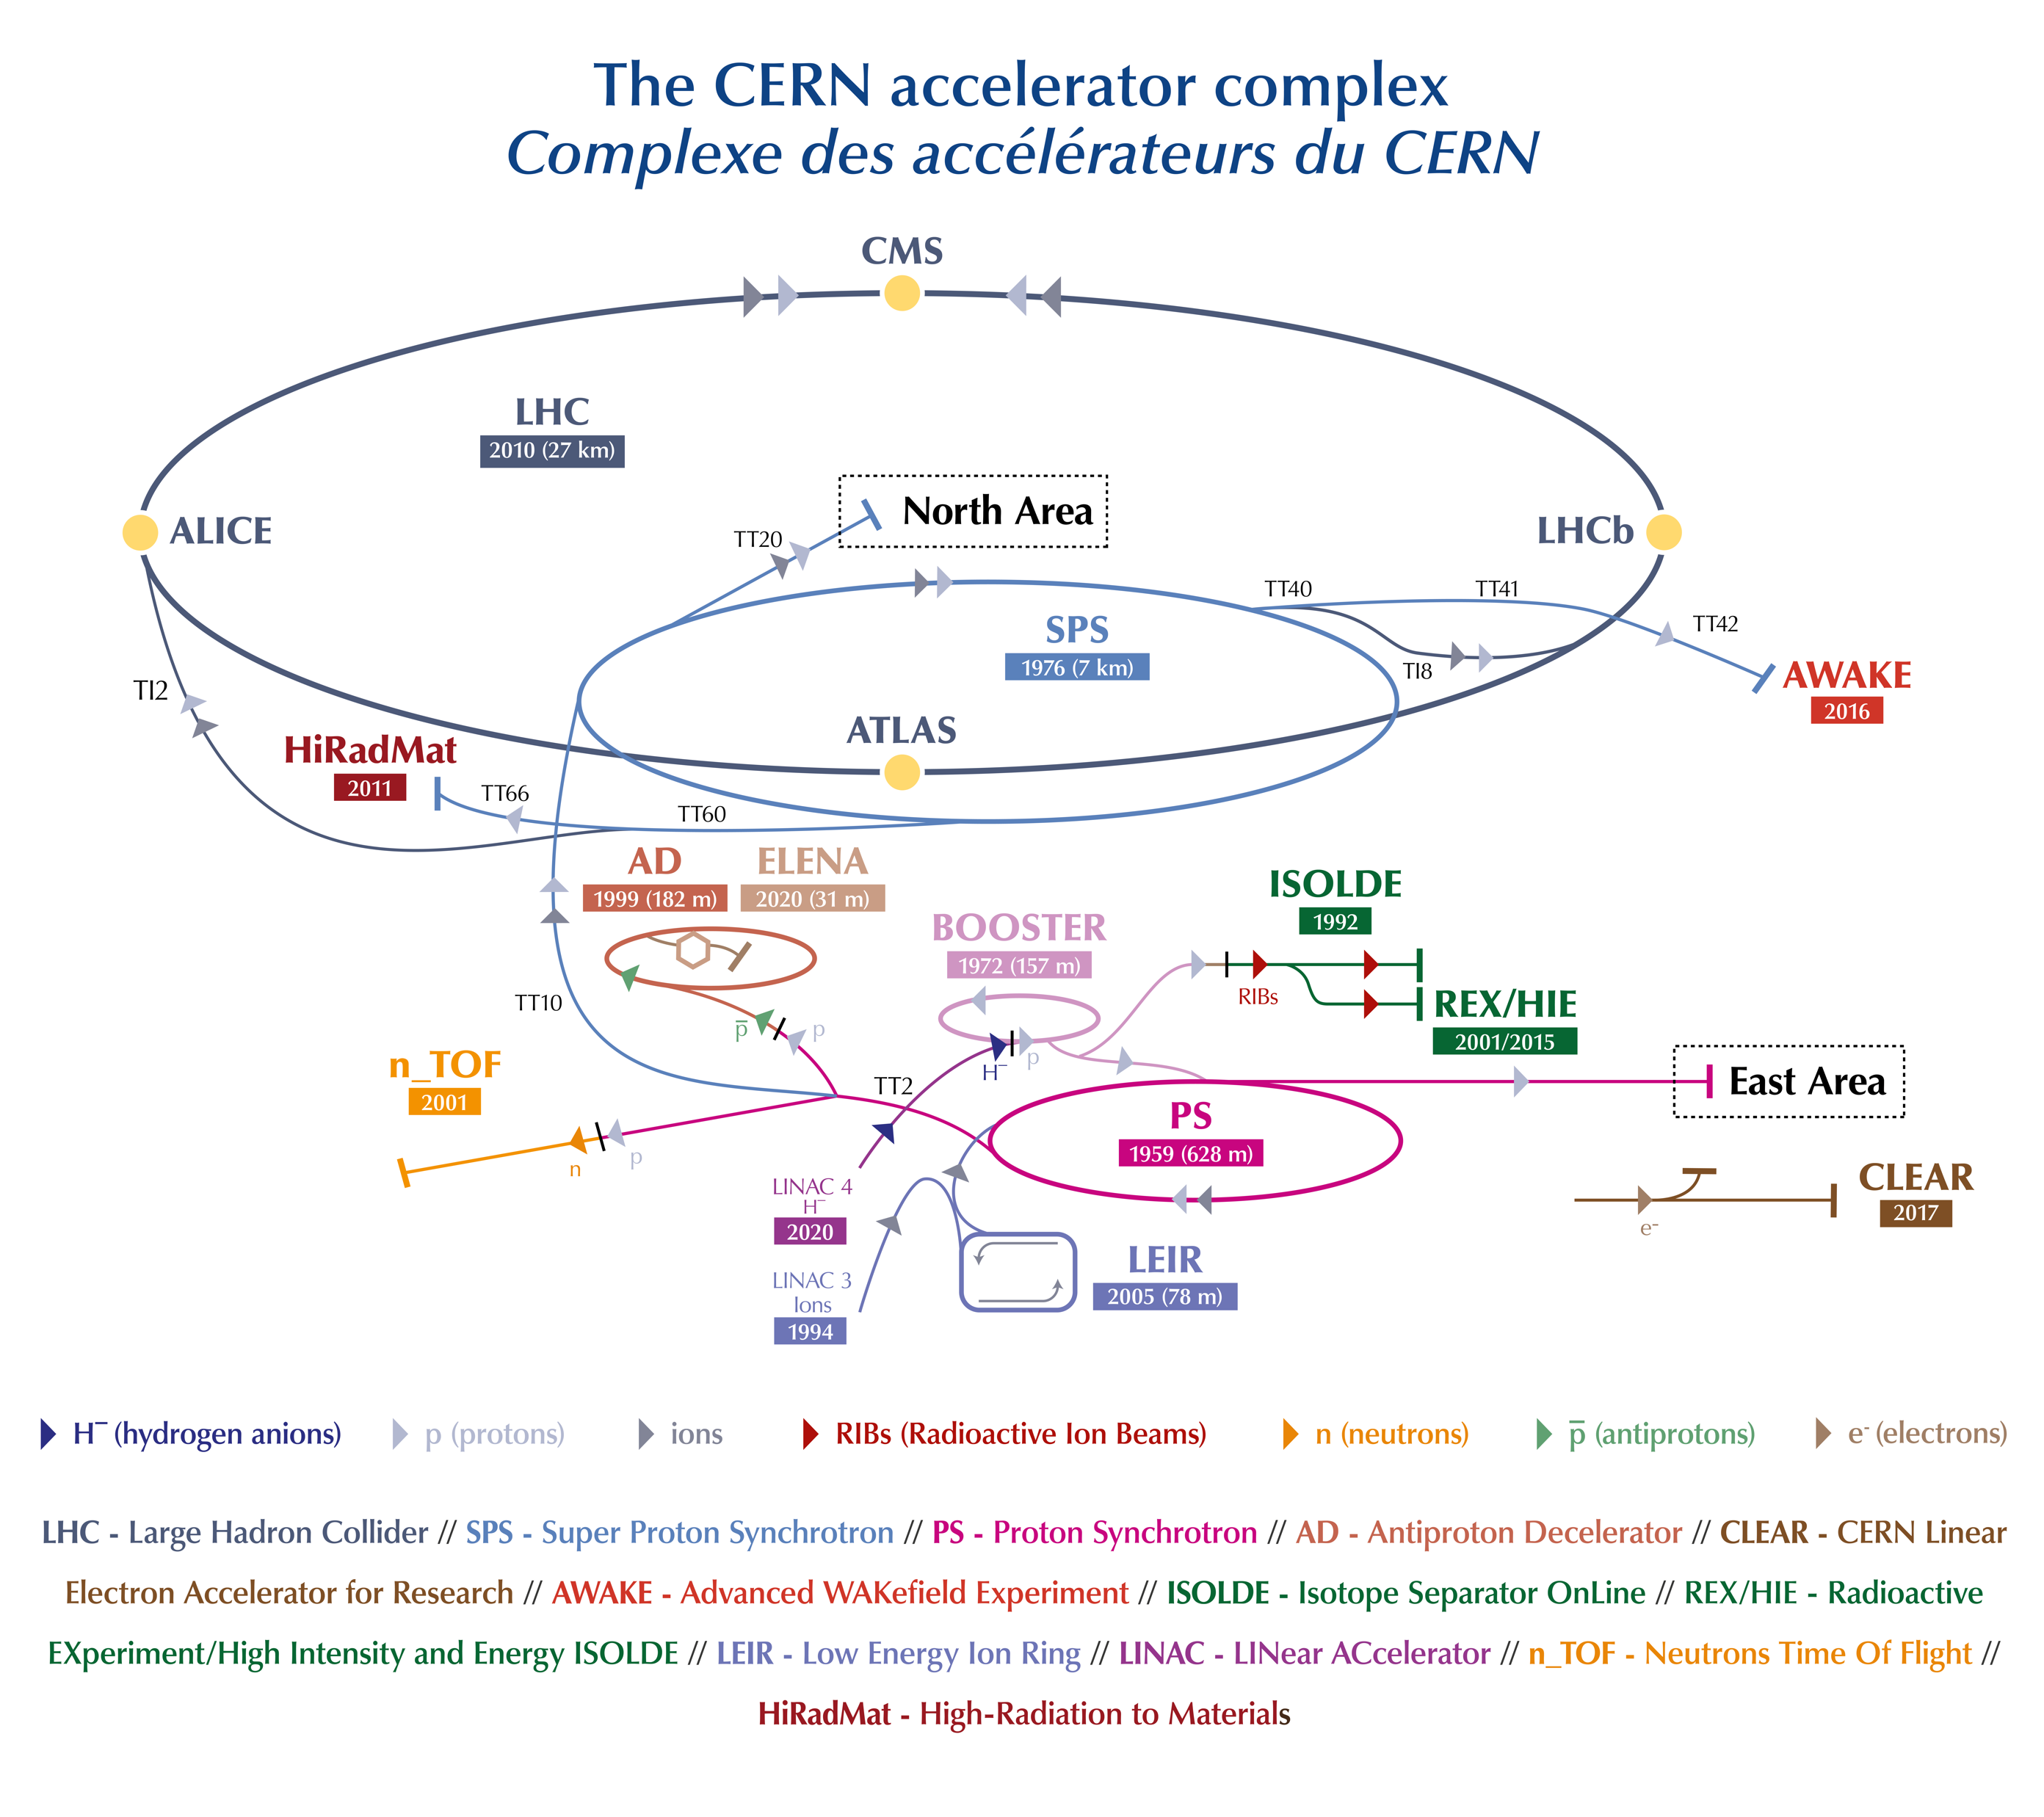 The CERN accelerator complex
Complexe des accélérateurs du CERN
CMS
LHC
2010 (27 km)
North Area
TT20
ALICE
LHCb
TT40
TT41
TT42
SPS
1976 (7 km)
TI8
AWAKE
2016
TI2
ATLAS
HiRadMat
2011
TT66
TT60
AD
1999 (182 m)
ELENA
2020 (31 m)
ISOLDE
1992
BOOSTER
1972 (157 m)
RIBs
REX/HIE
2001/2015
TT10
p̅
p
H⁻
p
n_TOF
2001
TT2
East Area
PS
1959 (628 m)
n
p
LINAC 4
H⁻
2020
CLEAR
2017
e⁻
LINAC 3
Ions
1994
LEIR
2005 (78 m)
H⁻ (hydrogen anions)
p (protons)
ions
RIBs (Radioactive Ion Beams)
n (neutrons)
p̅ (antiprotons)
e⁻ (electrons)
LHC - Large Hadron Collider // SPS - Super Proton Synchrotron // PS - Proton Synchrotron // AD - Antiproton Decelerator // CLEAR - CERN Linear
Electron Accelerator for Research // AWAKE - Advanced WAKefield Experiment // ISOLDE - Isotope Separator OnLine // REX/HIE - Radioactive
EXperiment/High Intensity and Energy ISOLDE // LEIR - Low Energy Ion Ring // LINAC - LINear ACcelerator // n_TOF - Neutrons Time Of Flight //
HiRadMat - High-Radiation to Materials